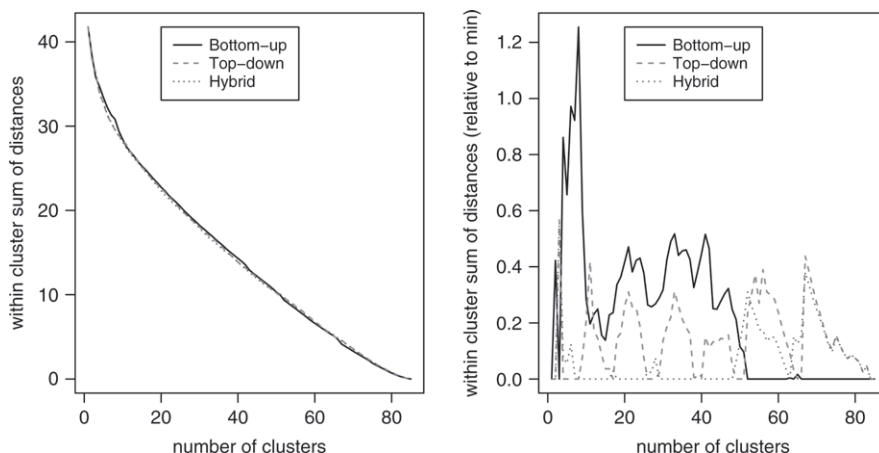 within cluster sum of distances
40
30
20
10
0
Bottom−up
Top−down
Hybrid
0 20 40 60 80
number of clusters
within cluster sum of distances (relative to min)
1.2
1.0
0.8
0.6
0.4
0.2
0.0
Bottom−up
Top−down
Hybrid
0 20 40 60 80
number of clusters